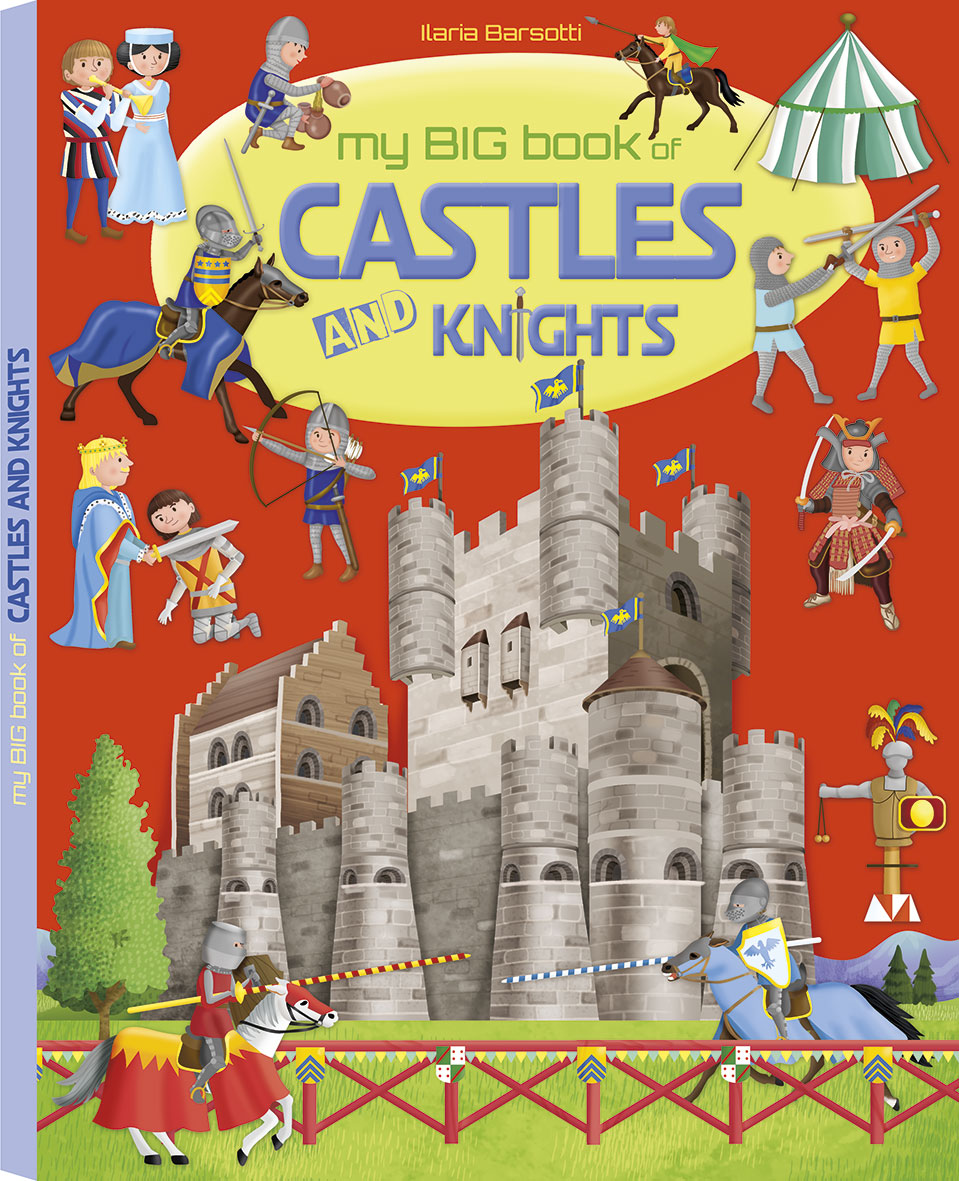 Ilaria Barsotti
my BIG book of
CASTLES
AND KNIGHTS
my BIG book of CASTLES AND KNIGHTS